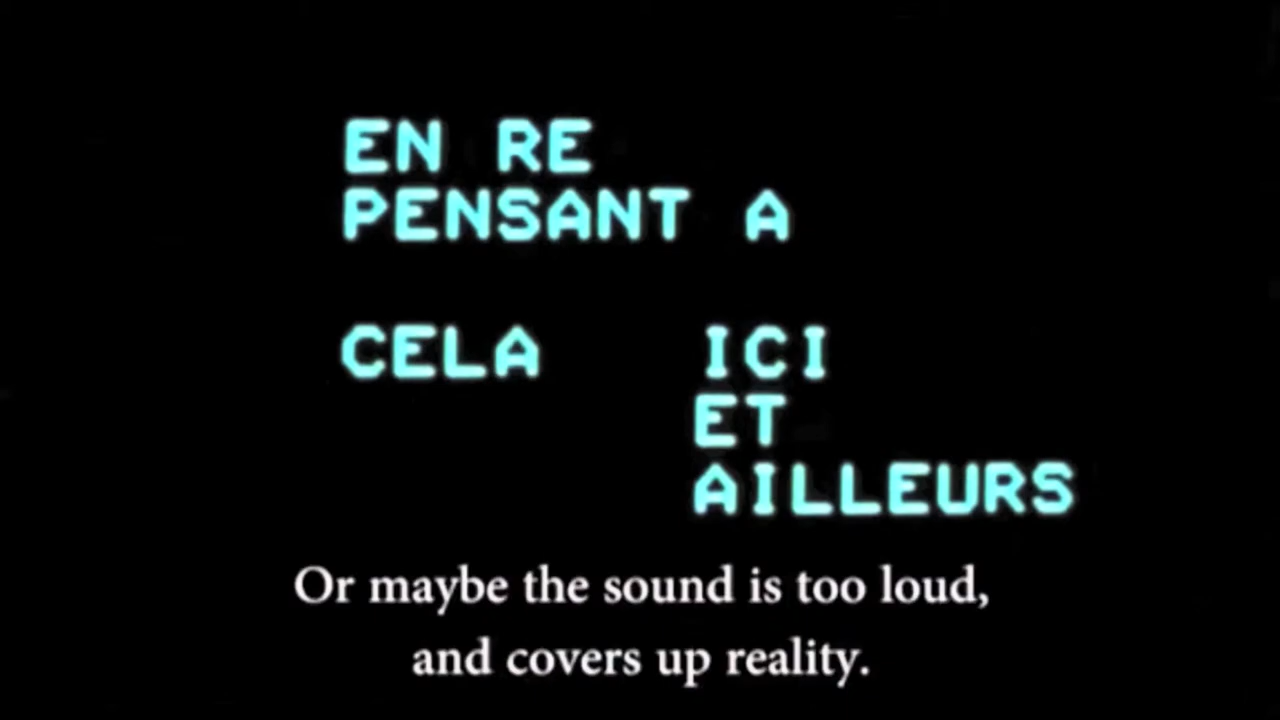 EN RE
PENSANT A
CELA ICI
ET
AILLEURS
Or maybe the sound is too loud,
and covers up reality.